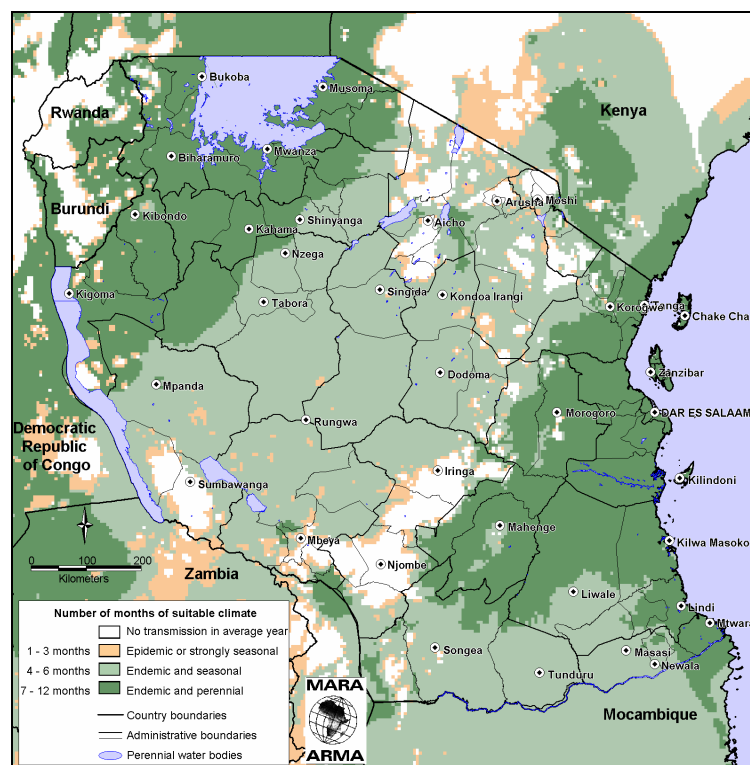 Bukoba
Musoma
Rwanda
Kenya
Mwanza
Biharamuro
Burundi
Arusha
Moshi
Kibondo
Shinyanga
Aicho
Kahama
Nzega
Kigoma
Singida
Kondoa Irangi
Tabora
Korogwe
Tanga
Chake Cha
Dodoma
Zanzibar
Mpanda
Rungwa
Morogoro
DAR ES SALAAM
Democratic
Republic
of Congo
Iringa
Sumbawanga
Kilindoni
Mahenge
Mbeya
Kilwa Masoko
0 100 200
Kilometers
Zambia
Njombe
Liwale
Lindi
Mtwara
Songea
Masasi
Newala
Tunduru
Mocambique
Number of months of suitable climate
No transmission in average year
1 - 3 months Epidemic or strongly seasonal
4 - 6 months Endemic and seasonal
7 - 12 months Endemic and perennial
Country boundaries
Administrative boundaries
Perennial water bodies
MARA
ARMA